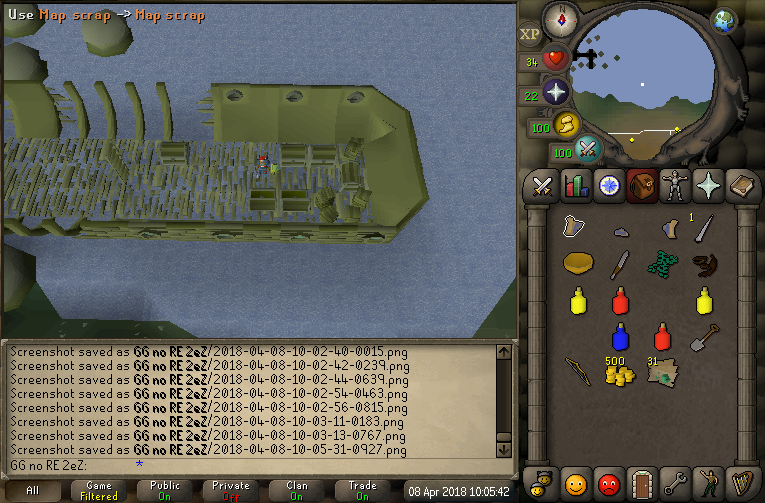 Use Map scrap -> Map scrap
N
XP
34
22
100
100
1
500
31
Screenshot saved as GG no RE 2eZ/2018-04-08-10-02-40-0015.png
Screenshot saved as GG no RE 2eZ/2018-04-08-10-02-42-0239.png
Screenshot saved as GG no RE 2eZ/2018-04-08-10-02-44-0639.png
Screenshot saved as GG no RE 2eZ/2018-04-08-10-02-54-0463.png
Screenshot saved as GG no RE 2eZ/2018-04-08-10-02-56-0815.png
Screenshot saved as GG no RE 2eZ/2018-04-08-10-03-11-0183.png
Screenshot saved as GG no RE 2eZ/2018-04-08-10-03-13-0767.png
Screenshot saved as GG no RE 2eZ/2018-04-08-10-05-31-0927.png
GG no RE 2eZ: *
All
Game
Filtered
Public
On
Private
Off
Clan
On
Trade
On
08 Apr 2018 10:05:42